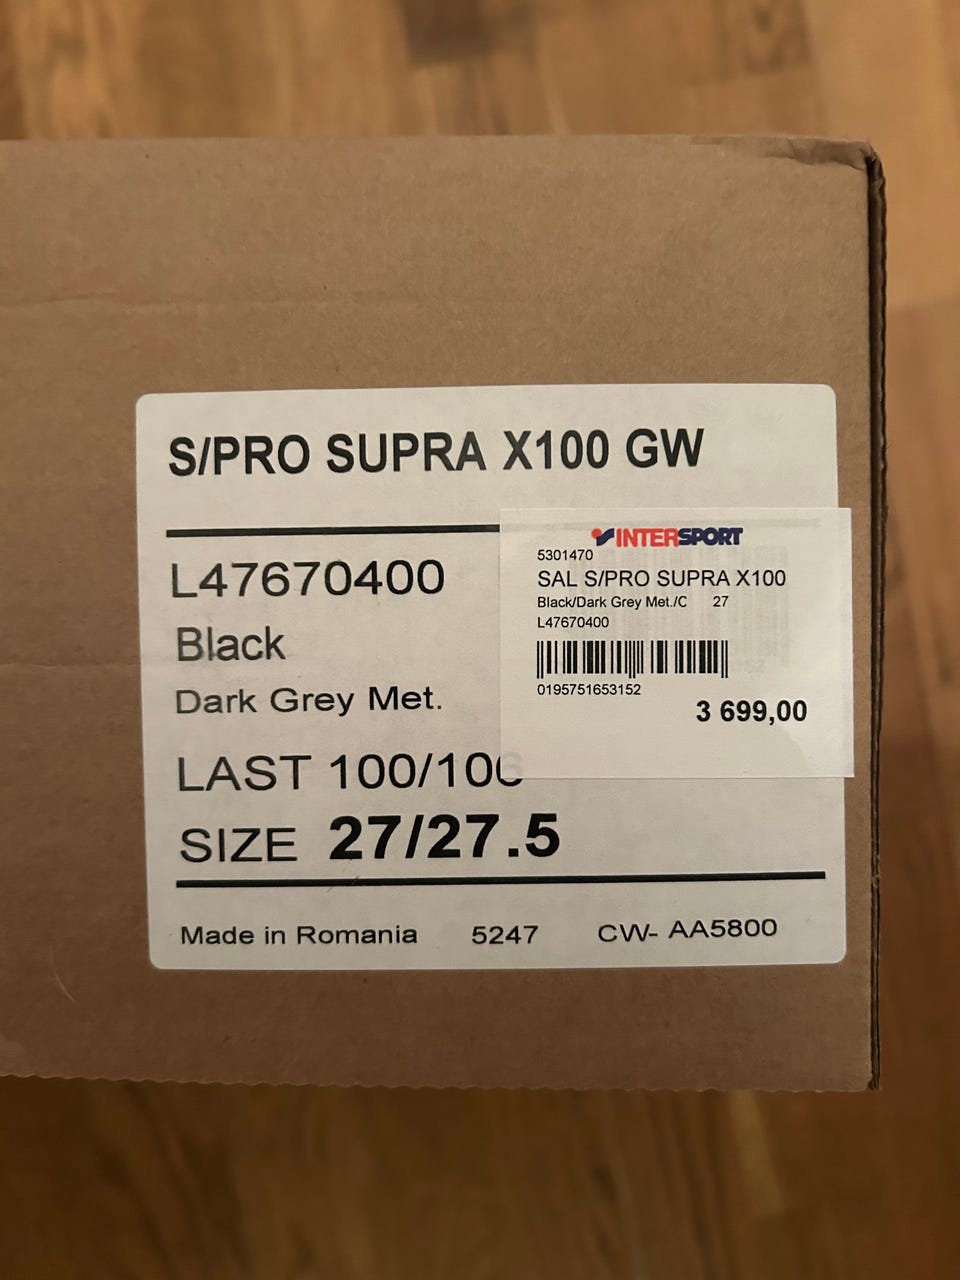 S/PRO SUPRA X100 GW
L47670400
Black
Dark Grey Met.
LAST 100/106
SIZE 27/27.5
Made in Romania 5247 CW- AA5800
INTERSPORT
5301470
SAL S/PRO SUPRA X100
Black/Dark Grey Met./C 27
L47670400
0195751653152
3 699,00